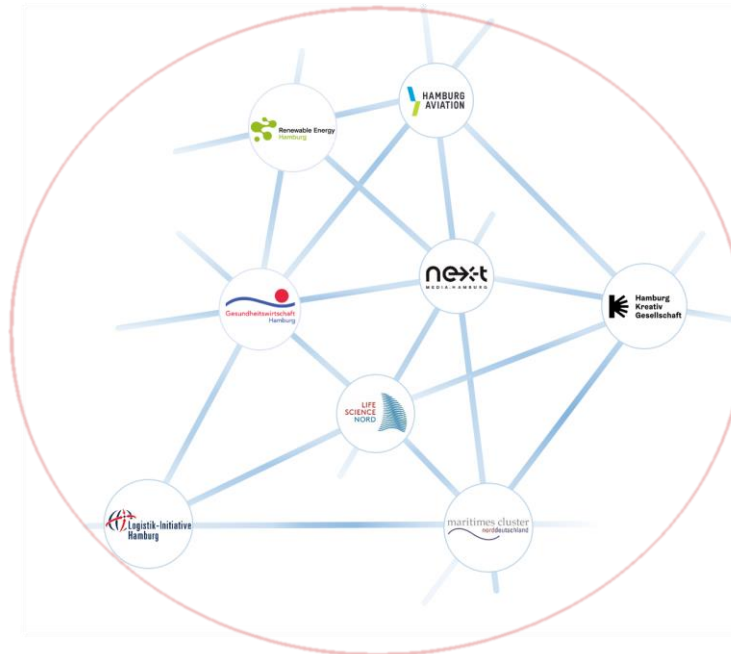 HAMBURG
AVIATION
Renewable Energy
Hamburg
next
MEDIA.HAMBURG
Gesundheitswirtschaft
Hamburg
Hamburg
Kreativ
Gesellschaft
LIFE
SCIENCE
NORD
Logistik-Initiative
Hamburg
maritimes cluster
norddeutschland